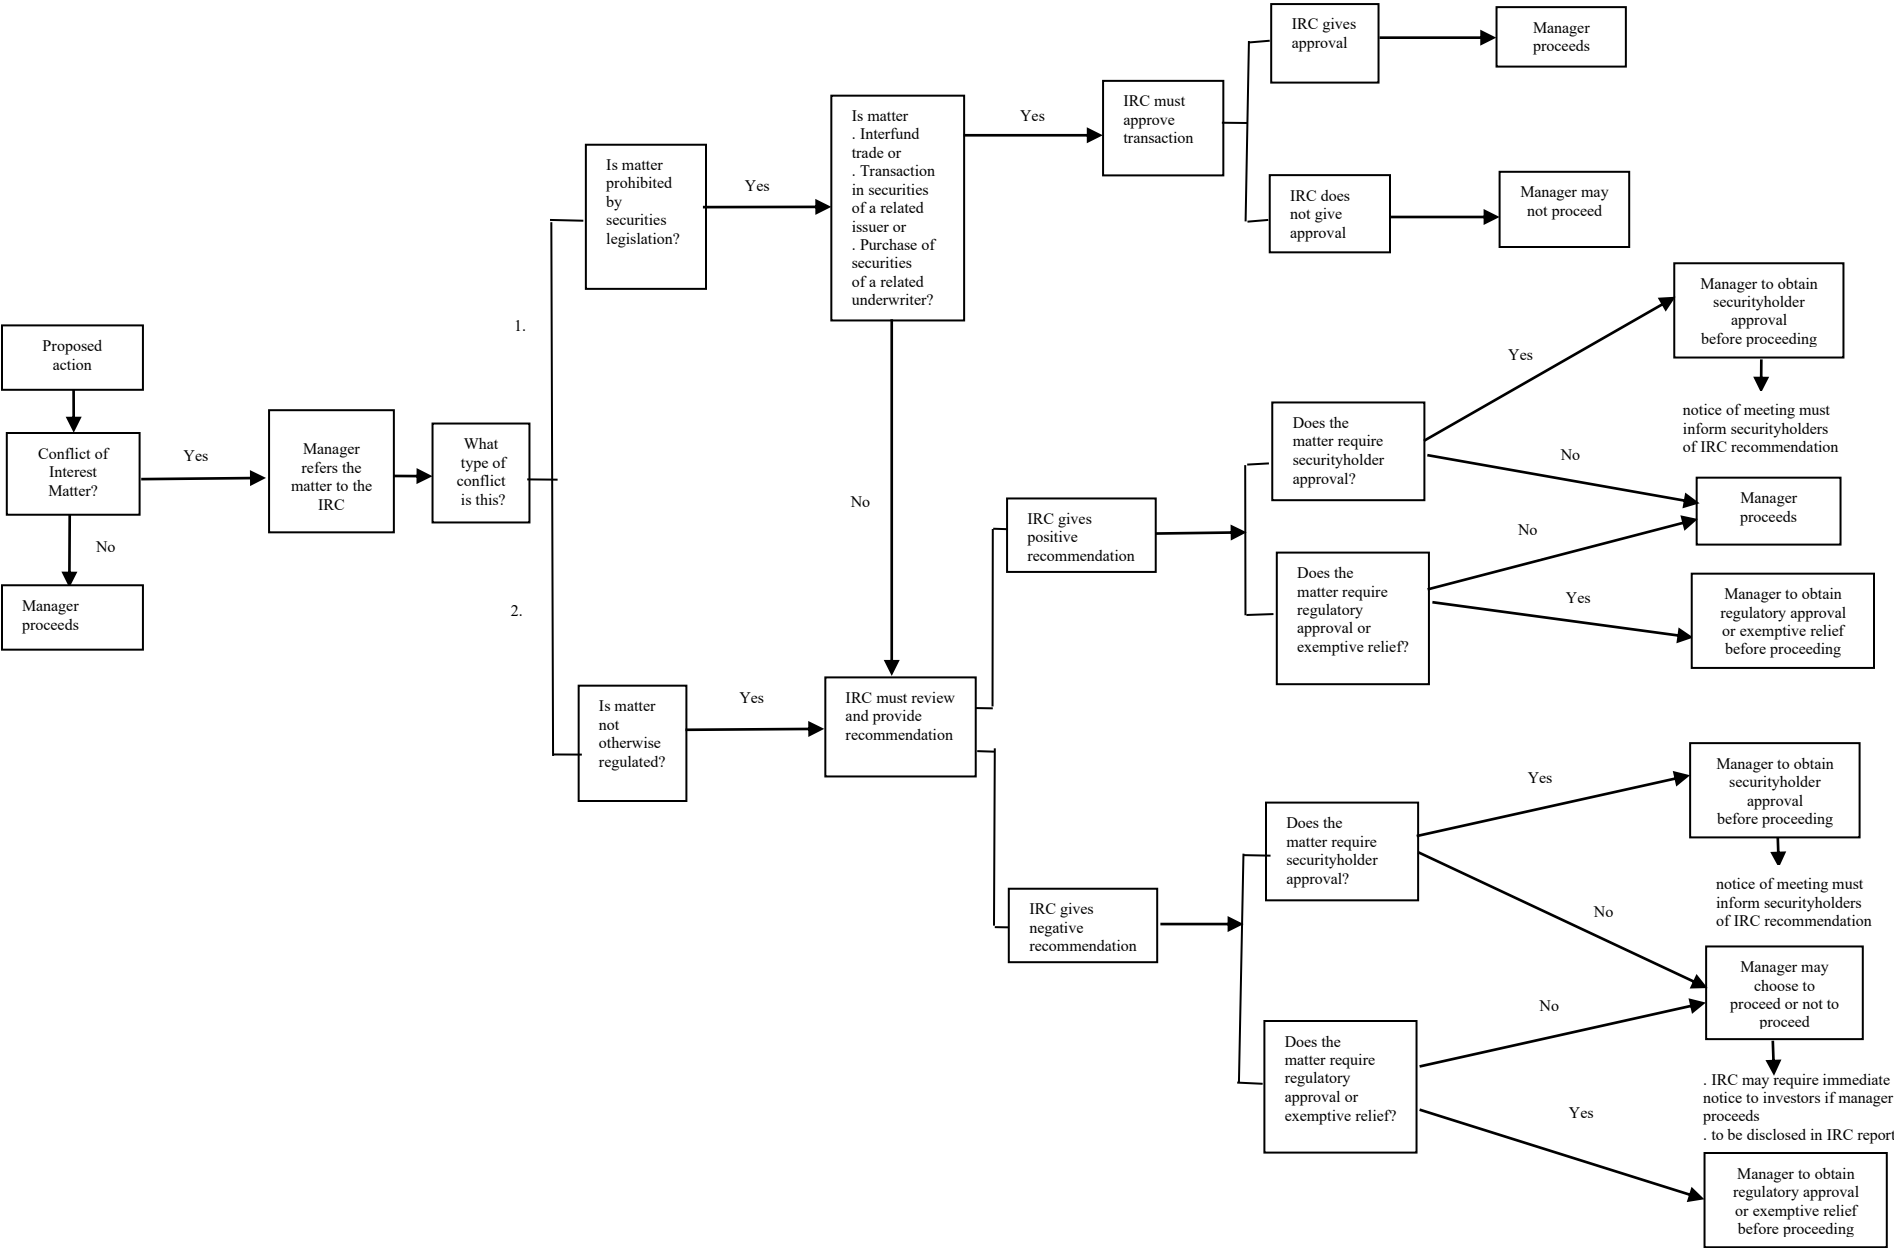 Proposed
action
Conflict of
Interest
Matter?
No
Manager
proceeds
Yes
Manager
refers the
matter to the
IRC
What
type of
conflict
is this?
1.
2.
Is matter
prohibited
by
securities
legislation?
Yes
Is matter
not
otherwise
regulated?
Yes
Is matter
. Interfund
trade or
. Transaction
in securities
of a related
issuer or
. Purchase of
securities
of a related
underwriter?
Yes
No
IRC must review
and provide
recommendation
IRC must
approve
transaction
IRC gives
approval
Manager
proceeds
IRC does
not give
approval
Manager may
not proceed
IRC gives
positive
recommendation
Does the
matter require
securityholder
approval?
Yes
Manager to obtain
securityholder
approval
before proceeding
notice of meeting must
inform securityholders
of IRC recommendation
No
Manager
proceeds
No
Does the
matter require
regulatory
approval or
exemptive relief?
Yes
Manager to obtain
regulatory approval
or exemptive relief
before proceeding
IRC gives
negative
recommendation
Does the
matter require
securityholder
approval?
Yes
Manager to obtain
securityholder
approval
before proceeding
notice of meeting must
inform securityholders
of IRC recommendation
No
Manager may
choose to
proceed or not to
proceed
No
. IRC may require immediate
notice to investors if manager
proceeds
. to be disclosed in IRC report
Does the
matter require
regulatory
approval or
exemptive relief?
Yes
Manager to obtain
regulatory approval
or exemptive relief
before proceeding